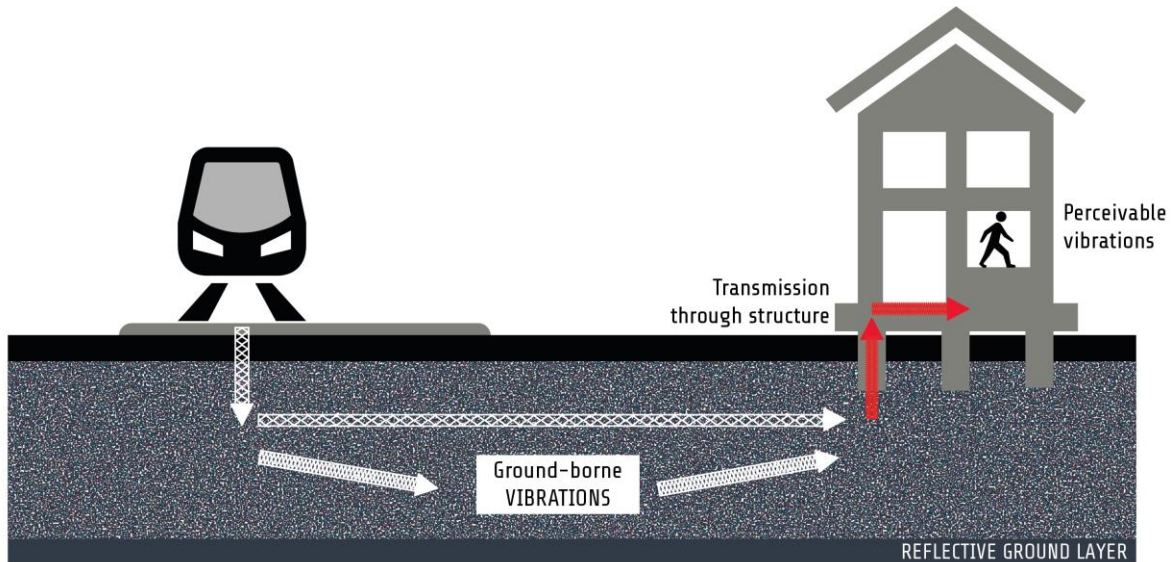 Perceivable
vibrations
Transmission
through structure
Ground-borne
VIBRATIONS
REFLECTIVE GROUND LAYER